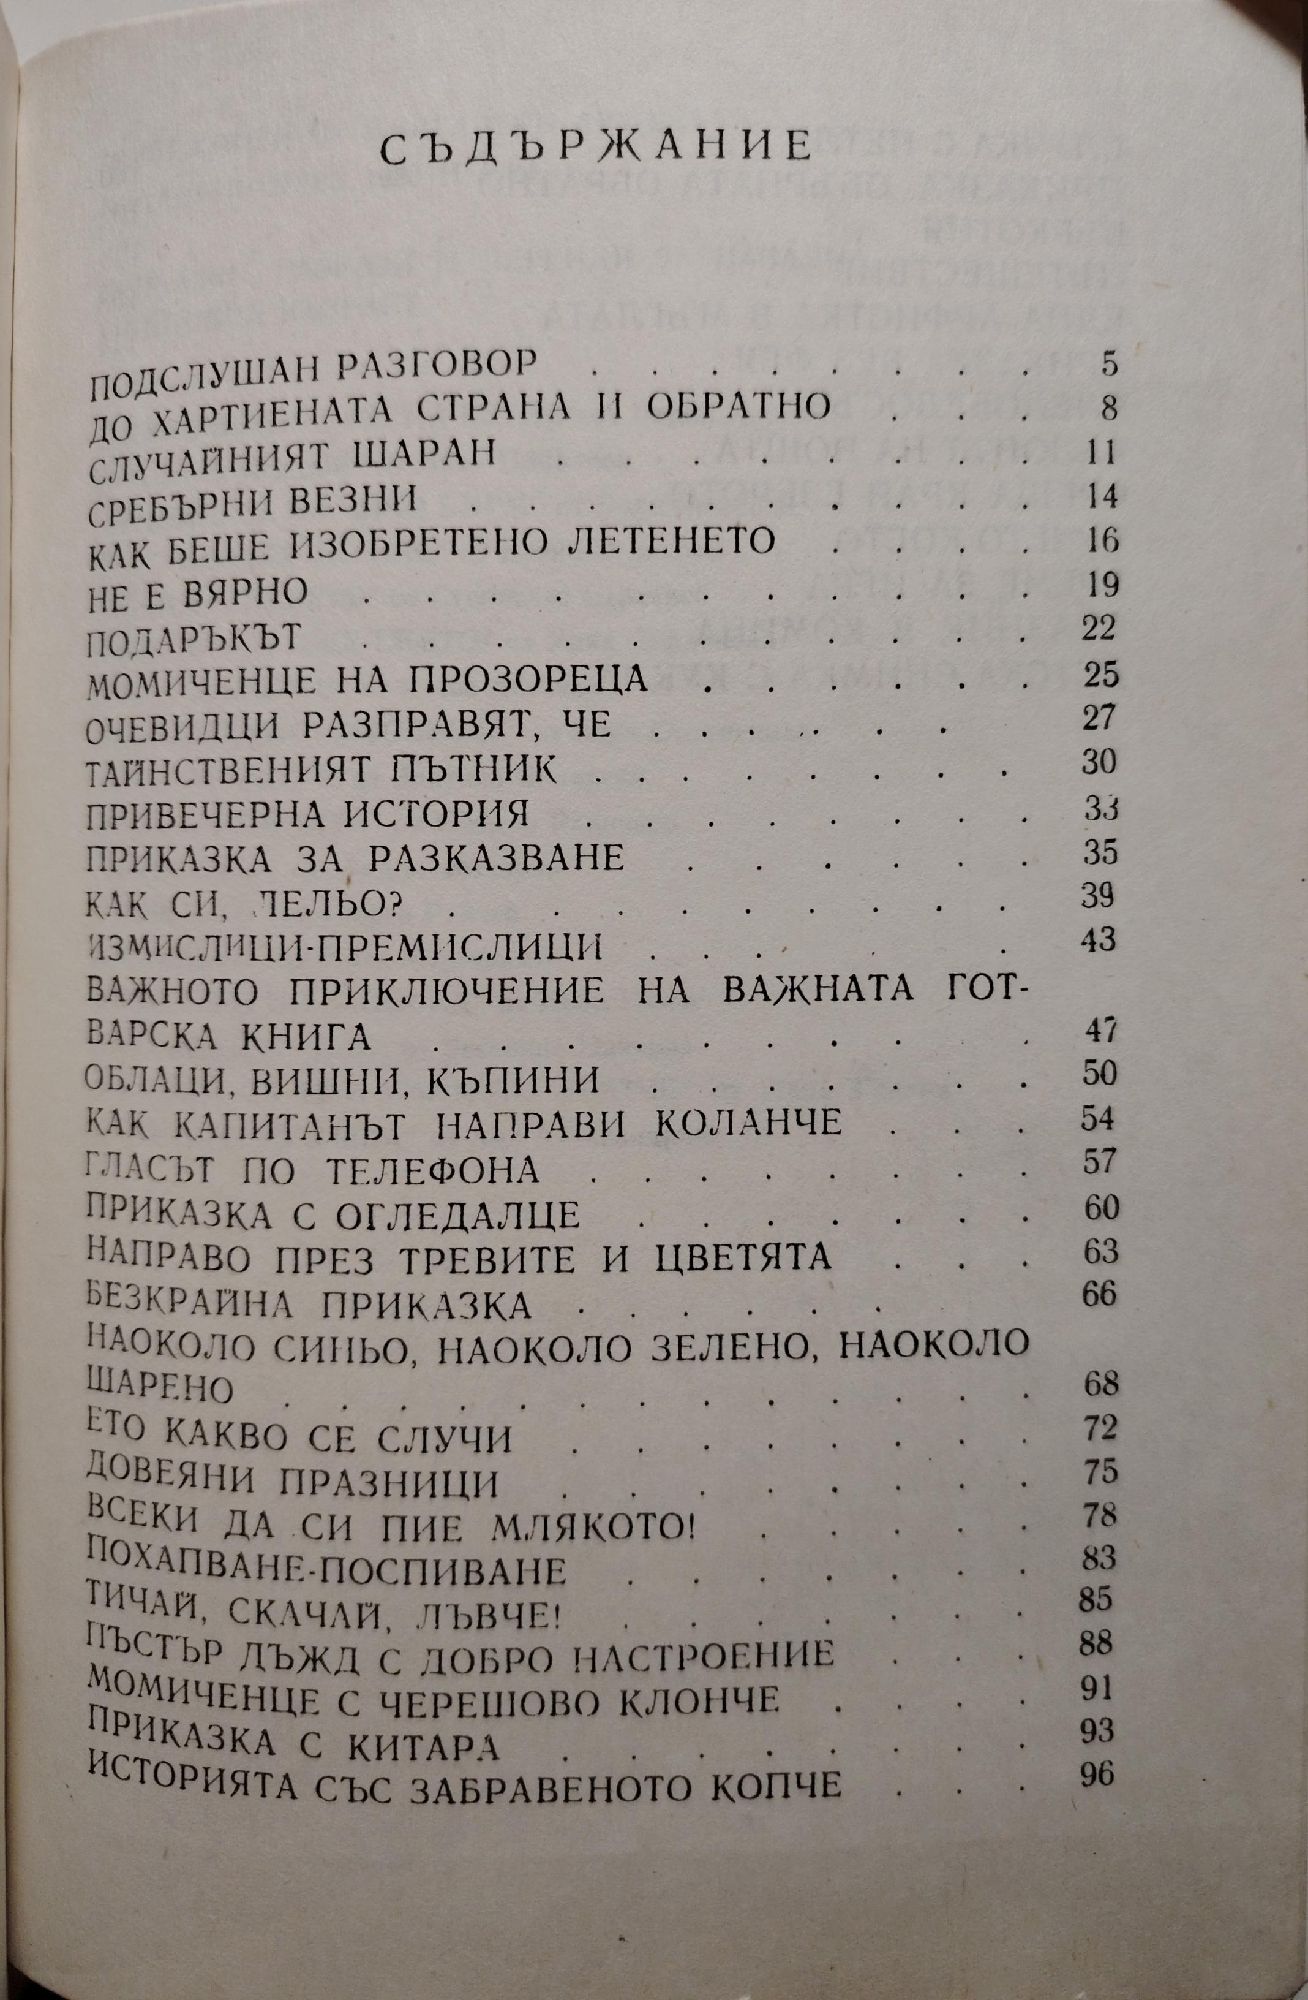 СЪДЪРЖАНИЕ
ПОДСЛУШАН РАЗГОВОР . . . . . . . . 5
ДО ХАРТИЕНАТА СТРАНА И ОБРАТНО . . . 8
СЛУЧАЙНИЯТ ШАРАН . . . . . . . . 11
СРЕБЪРНИ ВЕЗНИ . . . . . . . . . 14
КАК БЕШЕ ИЗОБРЕТЕНО ЛЕТЕНЕТО . . . . 16
НЕ Е ВЯРНО . . . . . . . . . . . 19
ПОДАРЪКЪТ . . . . . . . . . . . 22
МОМИЧЕНЦЕ НА ПРОЗОРЕЦА . . . . . . 25
ОЧЕВИДЦИ РАЗПРАВЯТ, ЧЕ . . . . . . . 27
ТАЙНСТВЕНИЯТ ПЪТНИК . . . . . . . 30
ПРИВЕЧЕРНА ИСТОРИЯ . . . . . . . . 33
ПРИКАЗКА ЗА РАЗКАЗВАНЕ . . . . . . 35
КАК СИ, ЛЕЛЬО? . . . . . . . . . 39
ИЗМИСЛИЦИ-ПРЕМИСЛИЦИ . . . . . . 43
ВАЖНОТО ПРИКЛЮЧЕНИЕ НА ВАЖНАТА ГОТ-
ВАРСКА КНИГА . . . . . . . . . 47
ОБЛАЦИ, ВИШНИ, КЪПИНИ . . . . . . . 50
КАК КАПИТАНЪТ НАПРАВИ КОЛАНЧЕ . . . 54
ГЛАСЪТ ПО ТЕЛЕФОНА . . . . . . . . 57
ПРИКАЗКА С ОГЛЕДАЛЦЕ . . . . . . . 60
НАПРАВО ПРЕЗ ТРЕВИТЕ И ЦВЕТЯТА . . . 63
БЕЗКРАЙНА ПРИКАЗКА . . . . . . 66
НАОКОЛО СИНЬО, НАОКОЛО ЗЕЛЕНО, НАОКОЛО
ШАРЕНО . . . . . . . . . . . . 68
ЕТО КАКВО СЕ СЛУЧИ . . . . . . . . 72
ДОВЕЯНИ ПРАЗНИЦИ . . . . . . . . 75
ВСЕКИ ДА СИ ПИЕ МЛЯКОТО! . . . . . 78
ПОХАПВАНЕ-ПОСПИВАНЕ . . . . . . . 83
ТИЧАЙ, СКАЧАЙ, ЛЪВЧЕ! . . . . . . . 85
ПЪСТЪР ДЪЖД С ДОБРО НАСТРОЕНИЕ . . . 88
МОМИЧЕНЦЕ С ЧЕРЕШОВО КЛОНЧЕ . . . . 91
ПРИКАЗКА С КИТАРА . . . . . . . . 93
ИСТОРИЯТА СЪС ЗАБРАВЕНОТО КОПЧЕ . . . 96